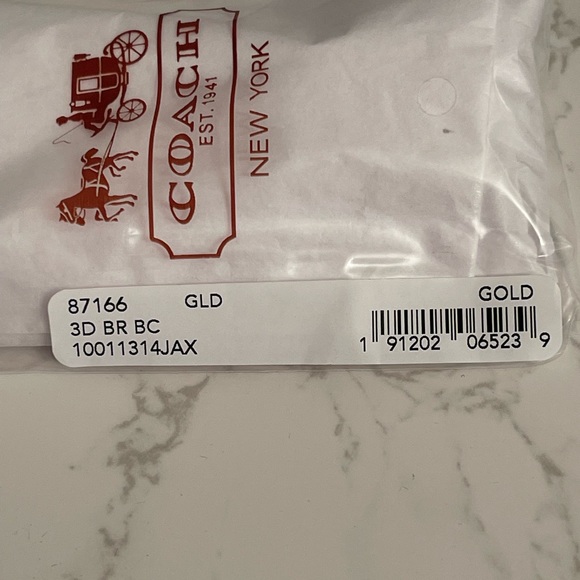 COACH
EST. 1941
NEW YORK
87166 GLD GOLD
3D BR BC
10011314JAX
1 91202 06523 9